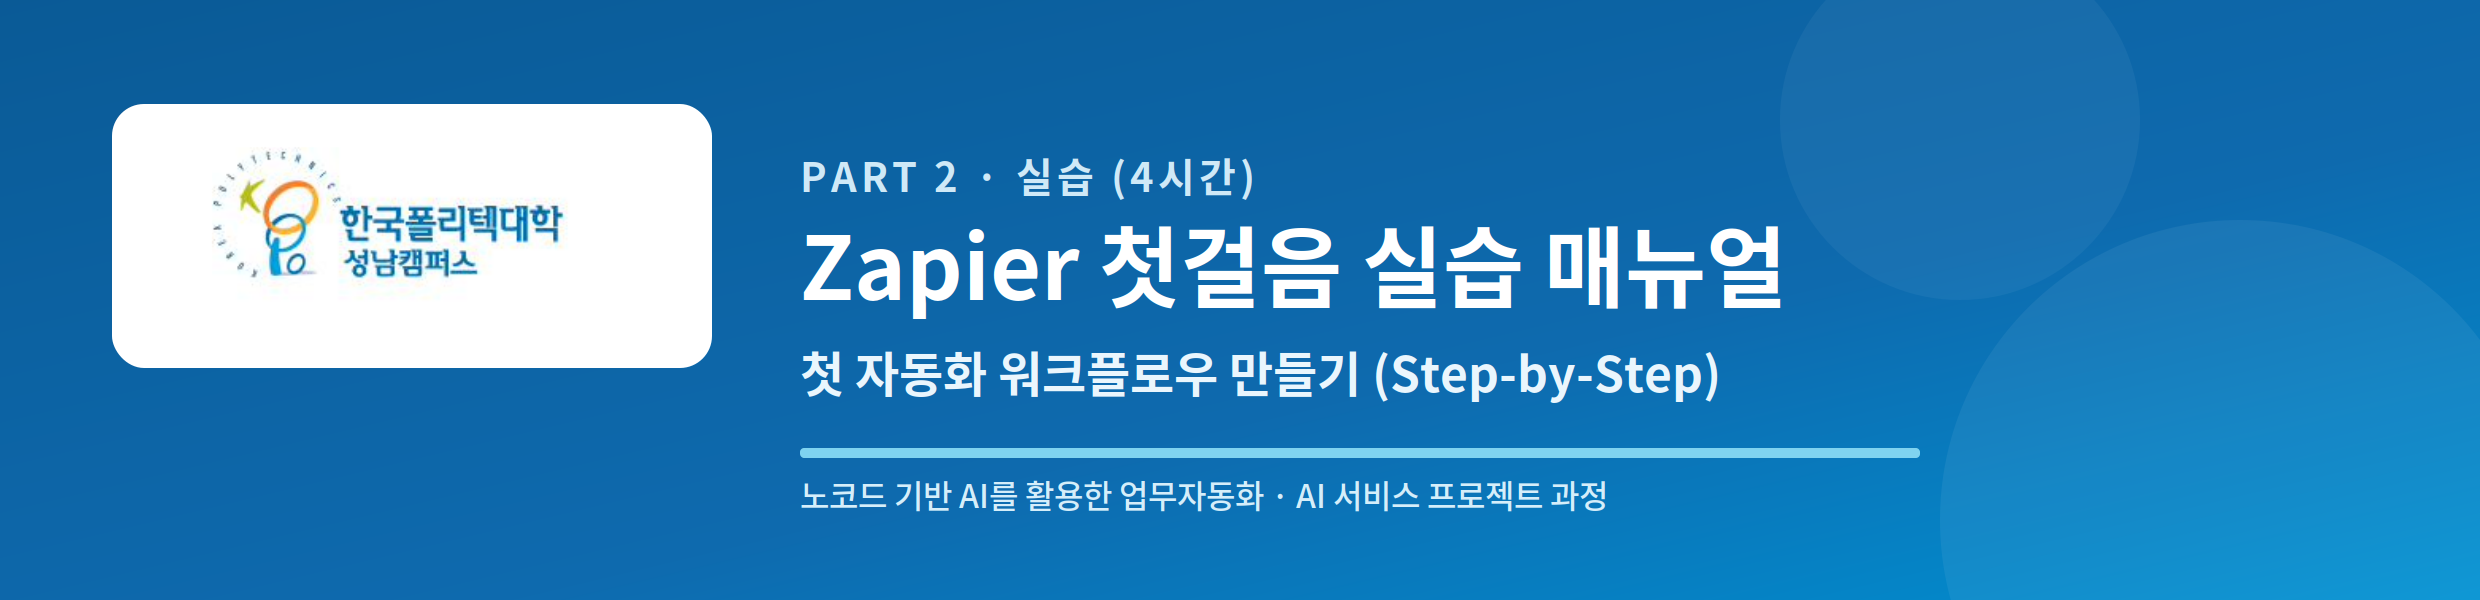 KOREA POLYTECHNICS
한국폴리텍대학
성남캠퍼스
PART 2 · 실습 (4시간)
Zapier 첫걸음 실습 매뉴얼
첫 자동화 워크플로우 만들기 (Step-by-Step)
노코드 기반 AI를 활용한 업무자동화 · AI 서비스 프로젝트 과정